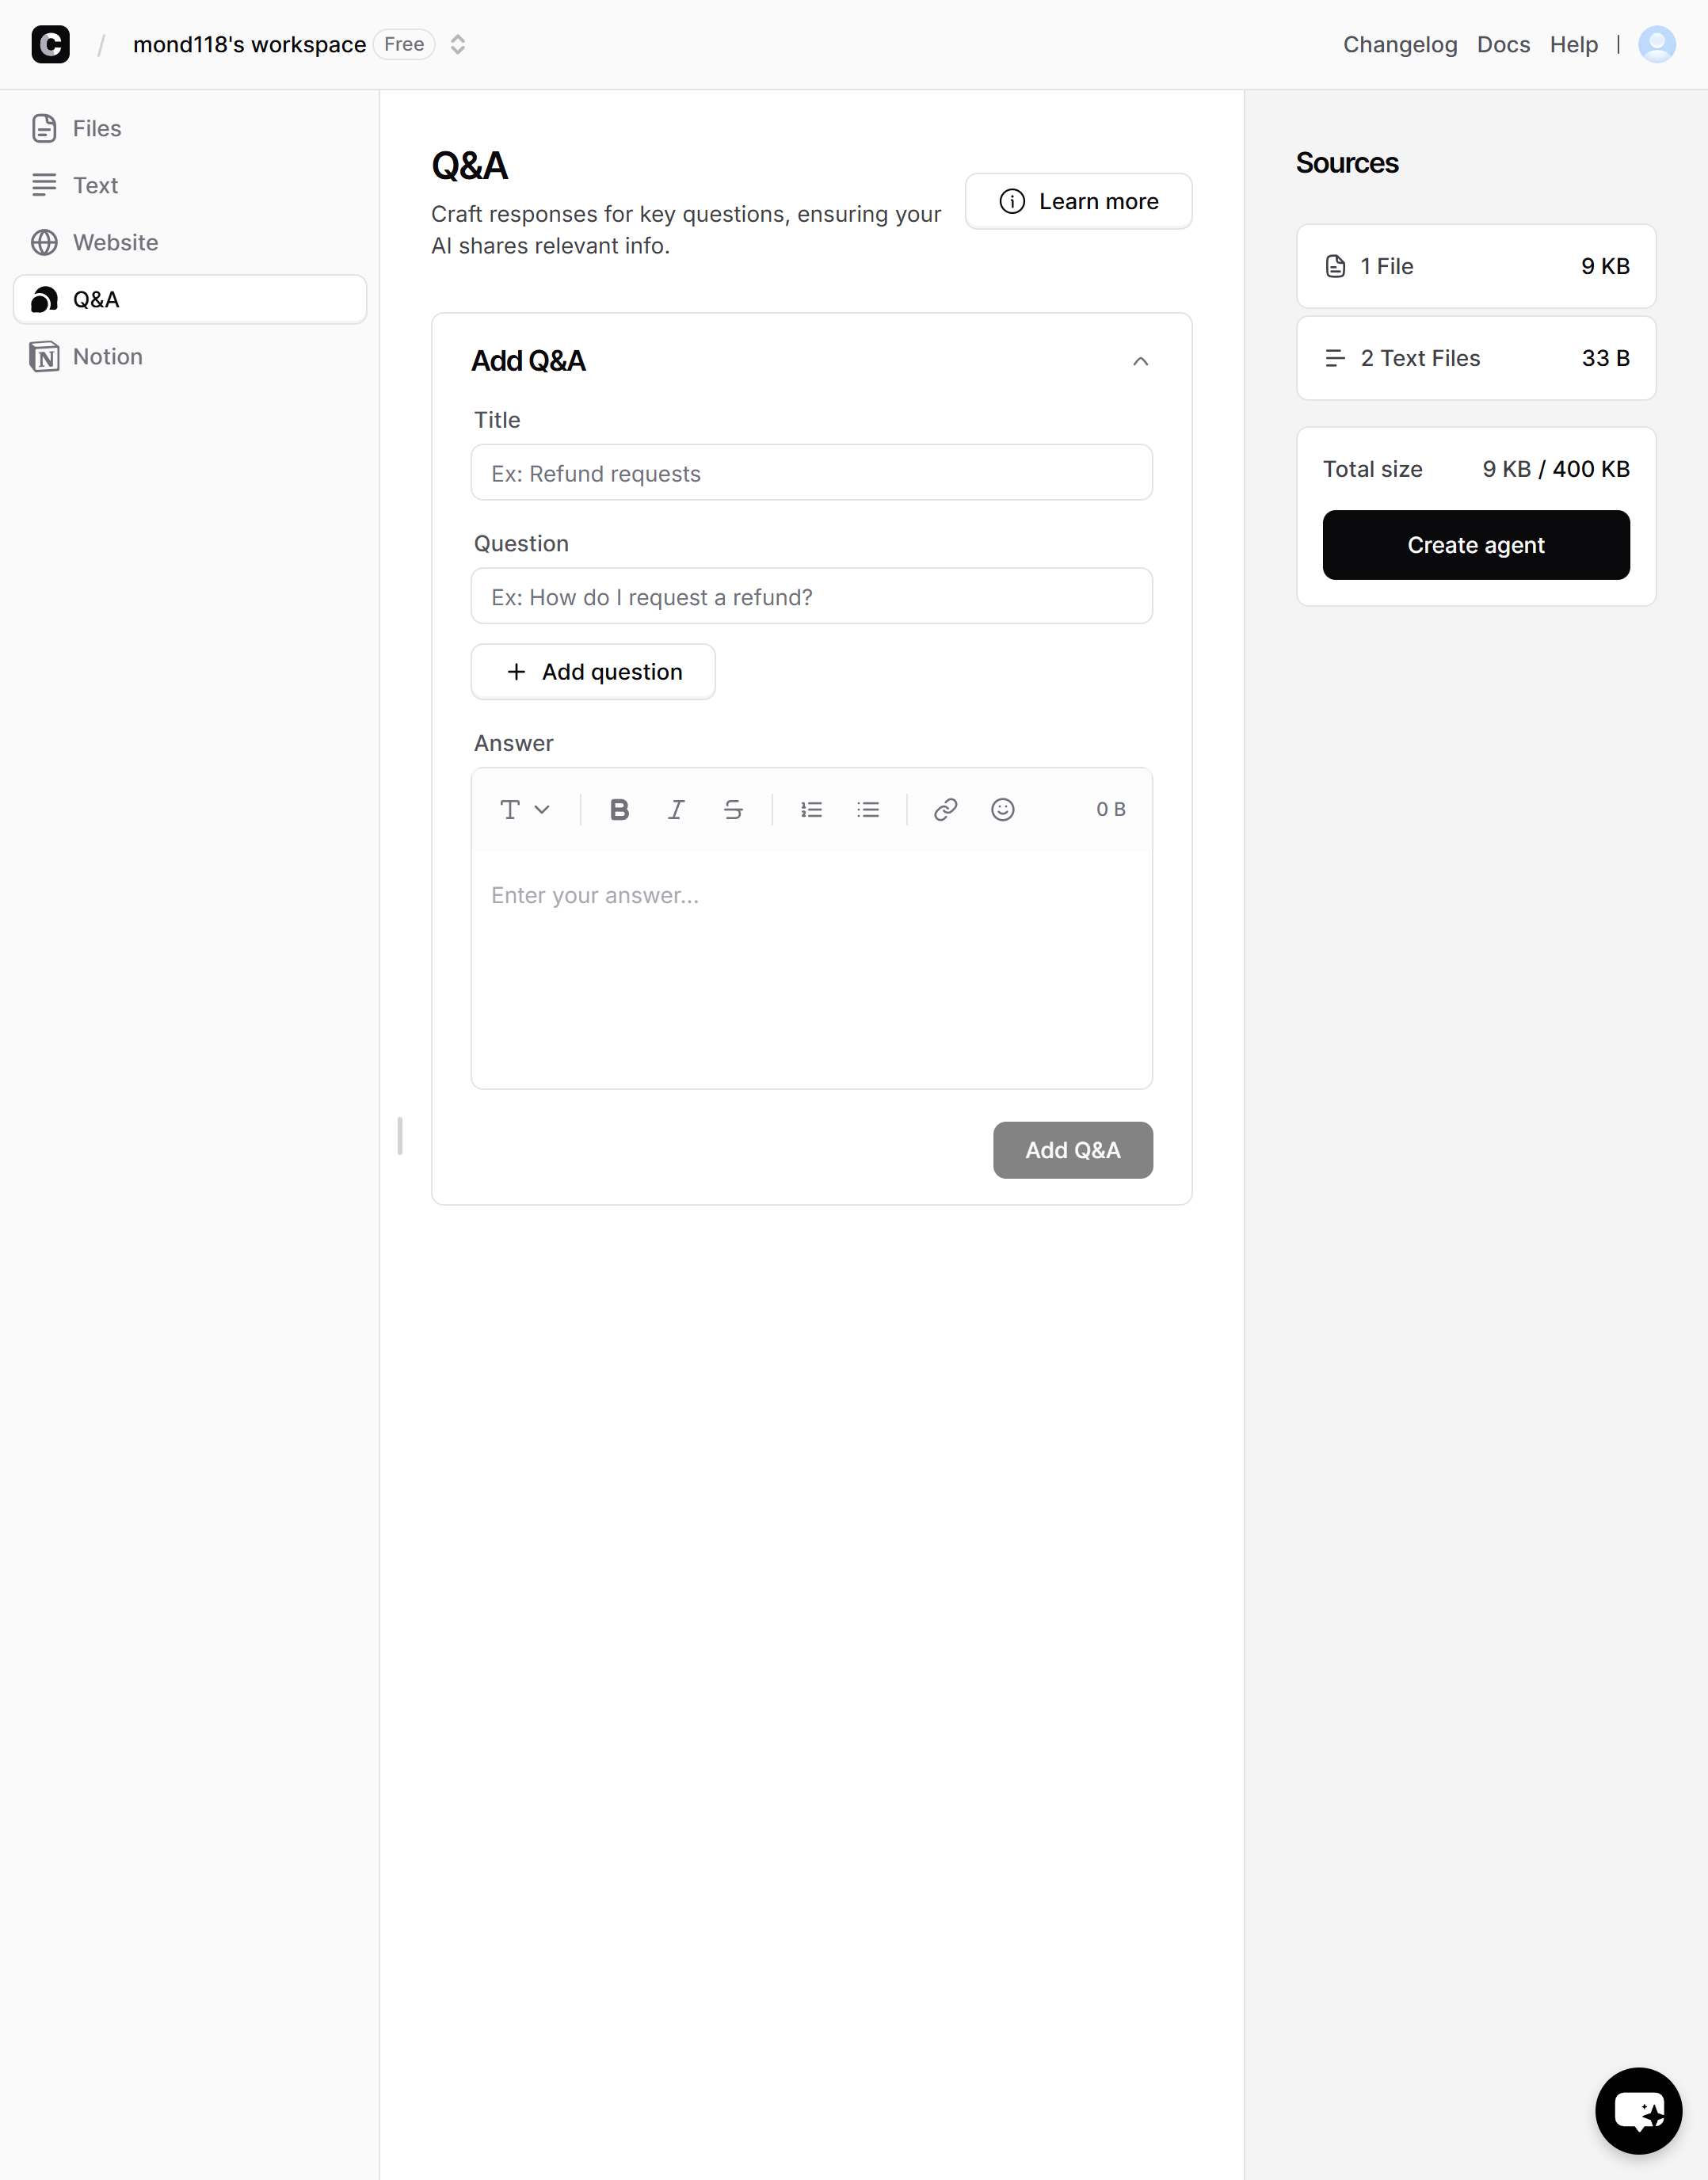 C / mond118's workspace Free
Changelog Docs Help
Files
Text
Website
Q&A
Notion
Q&A
Craft responses for key questions, ensuring your
AI shares relevant info.
Learn more
Add Q&A
Title
Ex: Refund requests
Question
Ex: How do I request a refund?
Add question
Answer
0 B
Enter your answer...
Add Q&A
Sources
1 File 9 KB
2 Text Files 33 B
Total size 9 KB / 400 KB
Create agent